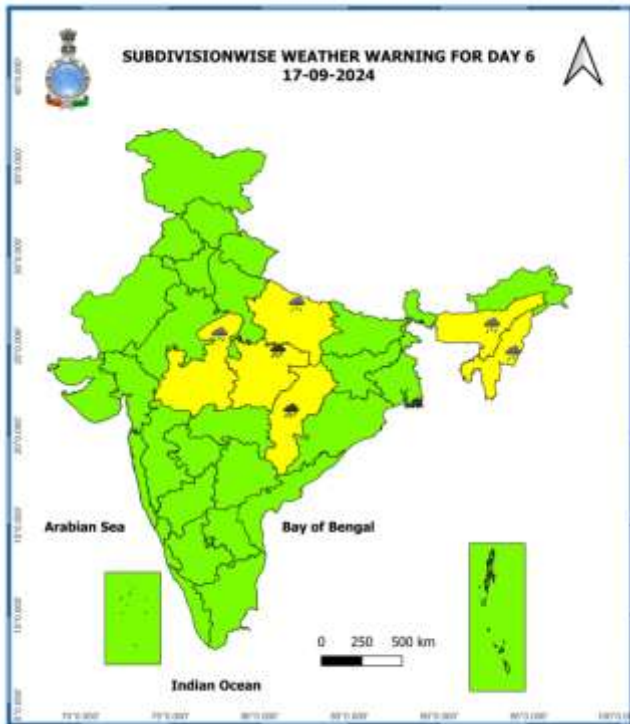 SUBDIVISIONWISE WEATHER WARNING FOR DAY 6
17-09-2024
Arabian Sea
Bay of Bengal
0 250 500 km
Indian Ocean